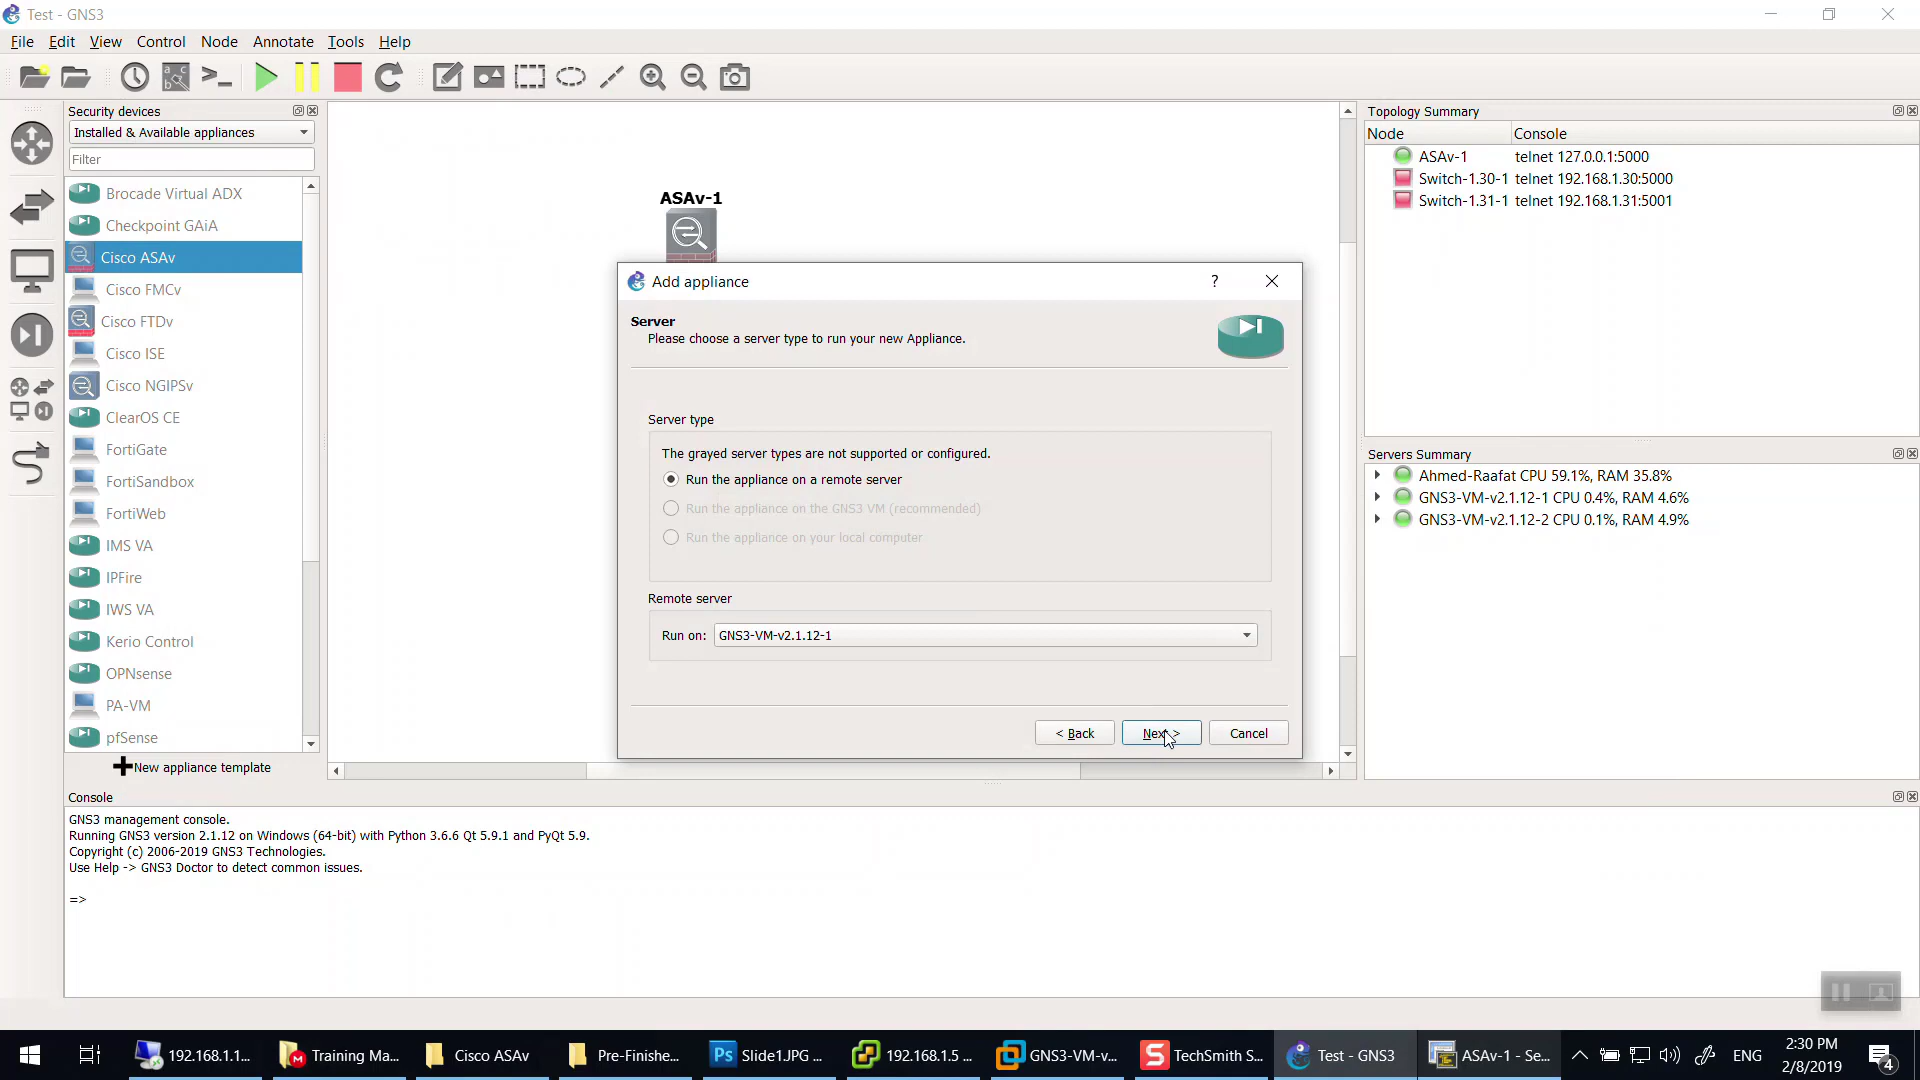 Test - GNS3
File Edit View Control Node Annotate Tools Help
Security devices
Installed & Available appliances
Filter
Brocade Virtual ADX
Checkpoint GAiA
Cisco ASAv
Cisco FMCv
Cisco FTDv
Cisco ISE
Cisco NGIPSv
ClearOS CE
FortiGate
FortiSandbox
FortiWeb
IMS VA
IPFire
IWS VA
Kerio Control
OPNsense
PA-VM
pfSense
New appliance template
ASAv-1
Add appliance
?
Server
Please choose a server type to run your new Appliance.
Server type
The grayed server types are not supported or configured.
Run the appliance on a remote server
Run the appliance on the GNS3 VM (recommended)
Run the appliance on your local computer
Remote server
Run on: GNS3-VM-v2.1.12-1
< Back Next > Cancel
Topology Summary
Node Console
ASAv-1 telnet 127.0.0.1:5000
Switch-1.30-1 telnet 192.168.1.30:5000
Switch-1.31-1 telnet 192.168.1.31:5001
Servers Summary
Ahmed-Raafat CPU 59.1%, RAM 35.8%
GNS3-VM-v2.1.12-1 CPU 0.4%, RAM 4.6%
GNS3-VM-v2.1.12-2 CPU 0.1%, RAM 4.9%
Console
GNS3 management console.
Running GNS3 version 2.1.12 on Windows (64-bit) with Python 3.6.6 Qt 5.9.1 and PyQt 5.9.
Copyright (c) 2006-2019 GNS3 Technologies.
Use Help -> GNS3 Doctor to detect common issues.
=>
192.168.1.1... Training Ma... Cisco ASAv Pre-Finishe... Slide1.JPG ... 192.168.1.5 ... GNS3-VM-v... TechSmith S... Test - GNS3 ASAv-1 - Se... ENG
2:30 PM
2/8/2019
4